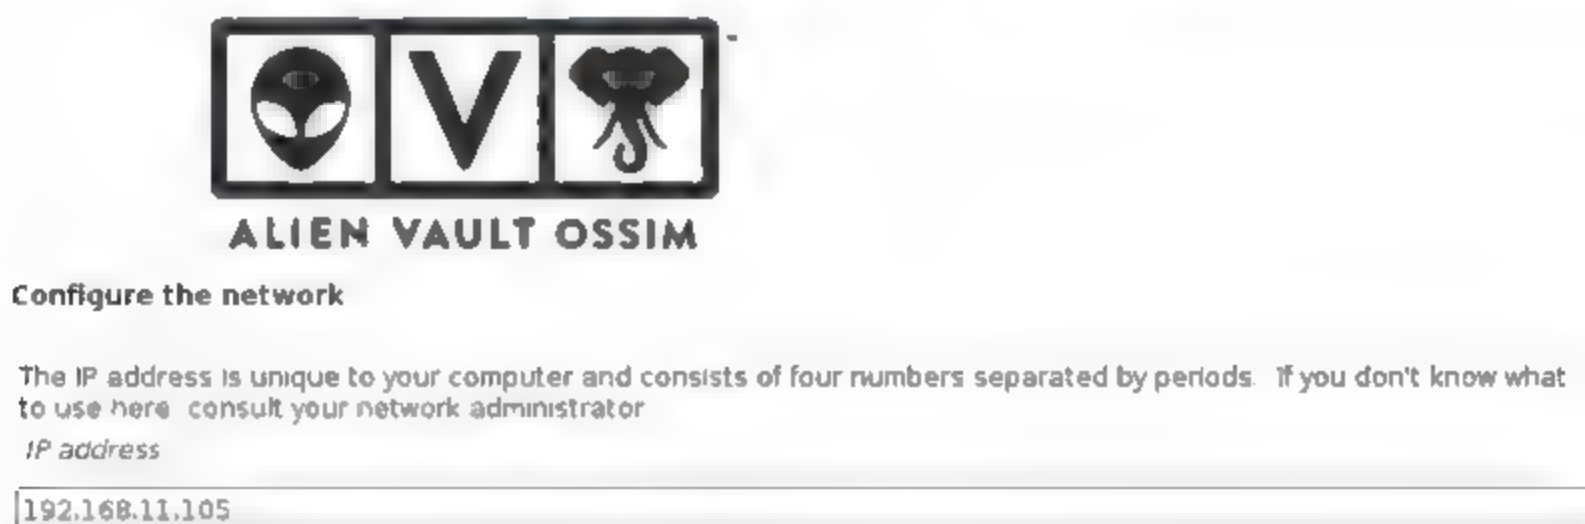 V
ALIEN VAULT OSSIM
Configure the network
The IP address is unique to your computer and consists of four numbers separated by periods. If you don't know what
to use here consult your network administrator
IP address
192.168.11.105